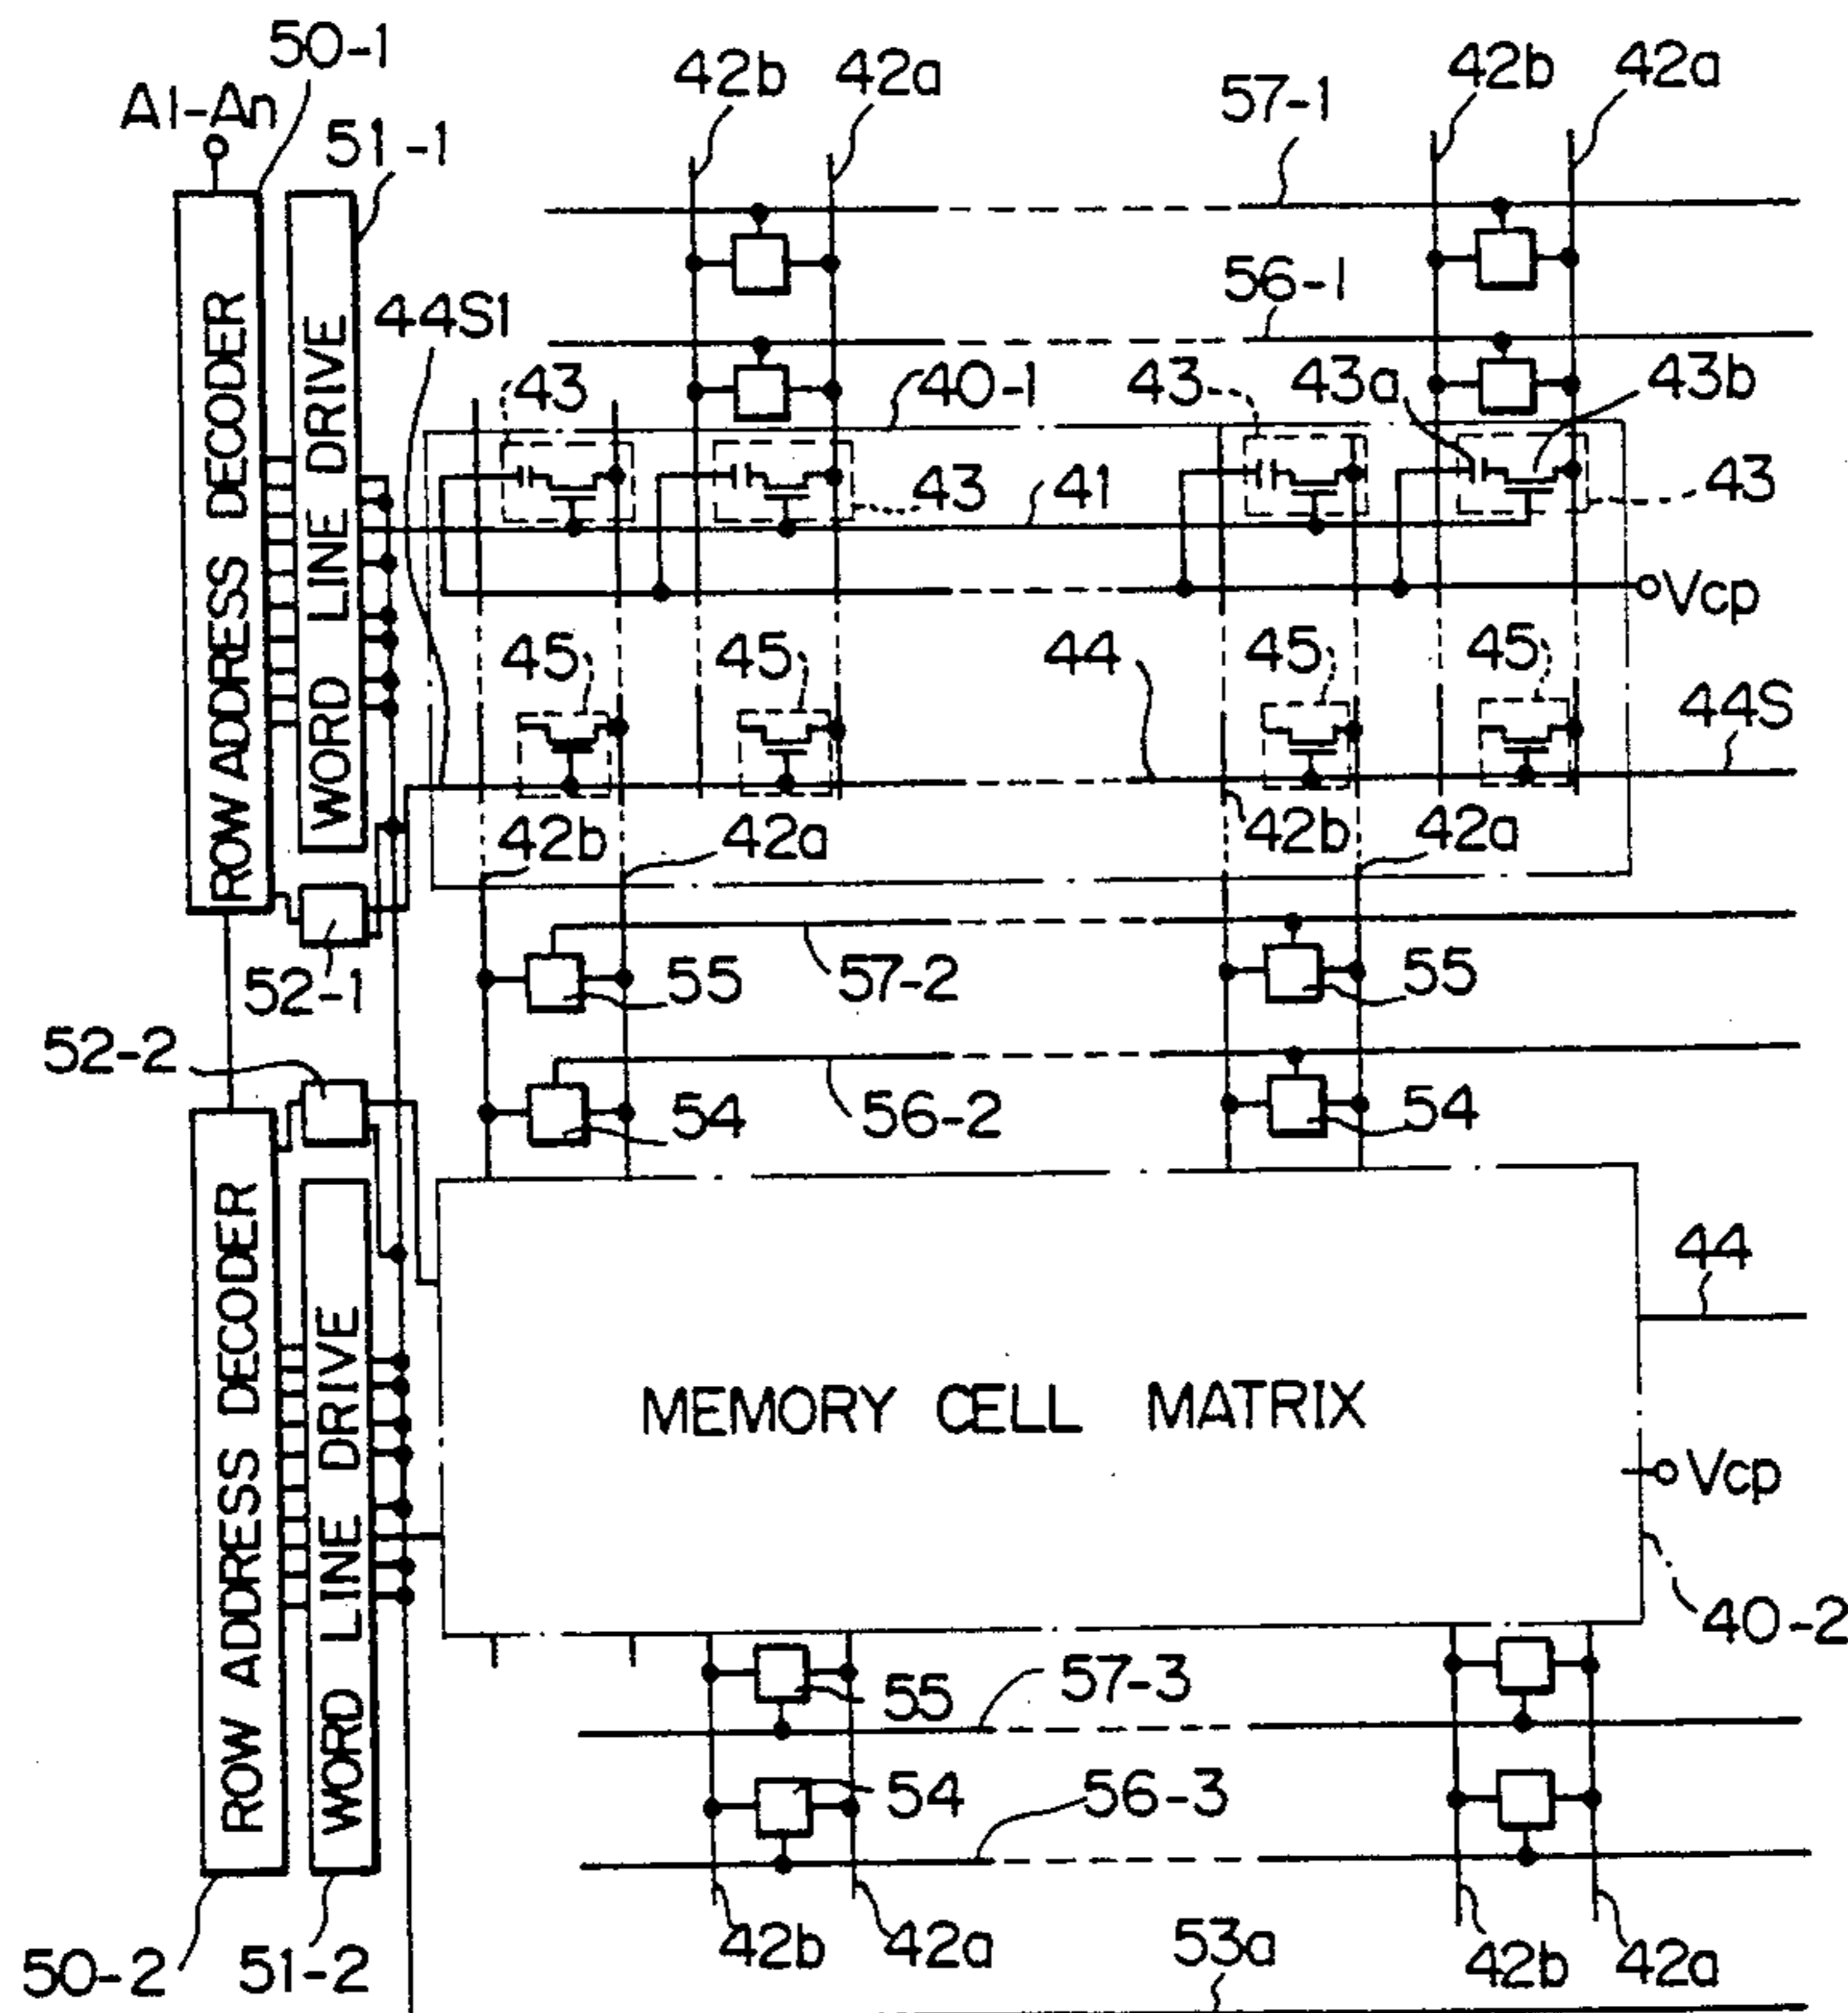 50-1
42b
42a
42b
42a
A1-An
51-1
57-1
44S1
56-1
43
40-1
43
43a
43b
ROW ADDRESS DECODER
WORD LINE DRIVE
43
41
43
Vcp
45
45
44
45
45
44S
42b
42a
42b
42a
52-1
57-2
55
55
52-2
56-2
54
54
44
ROW ADDRESS DECODER
WORD LINE DRIVE
MEMORY CELL MATRIX
Vcp
40-2
55
57-3
54
56-3
50-2
51-2
42b
42a
53a
42b
42a